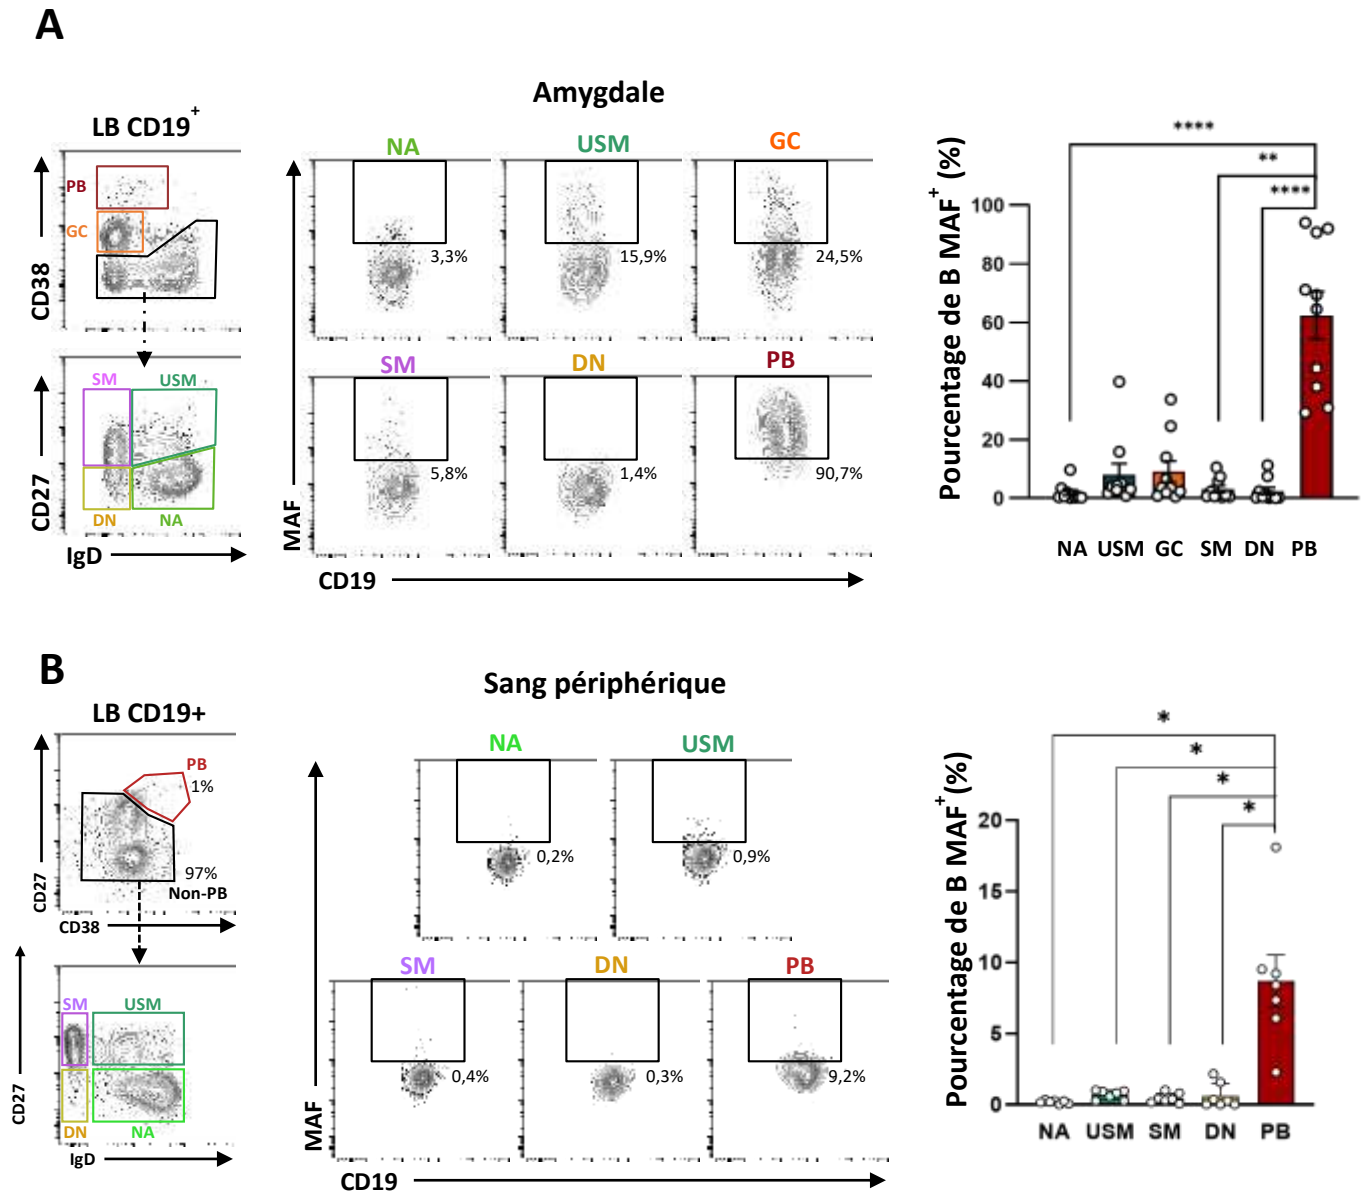 A
Amygdale
LB CD19+
PB
GC
CD38
SM
USM
DN
NA
CD27
IgD
NA
USM
GC
3,3%
15,9%
24,5%
SM
DN
PB
5,8%
1,4%
90,7%
MAF
CD19
Pourcentage de B MAF+ (%)
****
**
****
100
80
60
40
20
0
NA USM GC SM DN PB
B
Sang périphérique
LB CD19+
PB
1%
97%
Non-PB
CD27
CD38
SM
USM
DN
NA
CD27
IgD
NA
USM
0,2%
0,9%
SM
DN
PB
0,4%
0,3%
9,2%
MAF
CD19
Pourcentage de B MAF+ (%)
*
*
*
*
20
15
10
5
0
NA USM SM DN PB